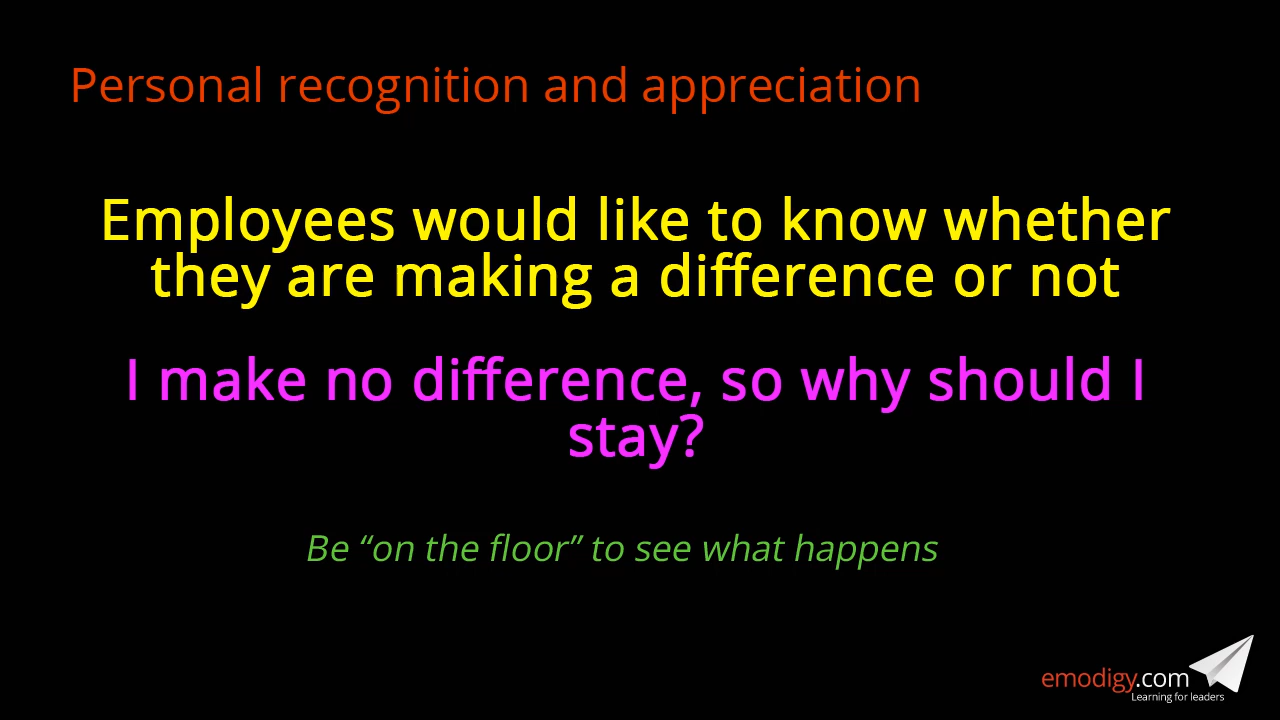 Personal recognition and appreciation
Employees would like to know whether
they are making a difference or not
I make no difference, so why should I
stay?
Be “on the floor” to see what happens
emodigy.com
Learning for leaders